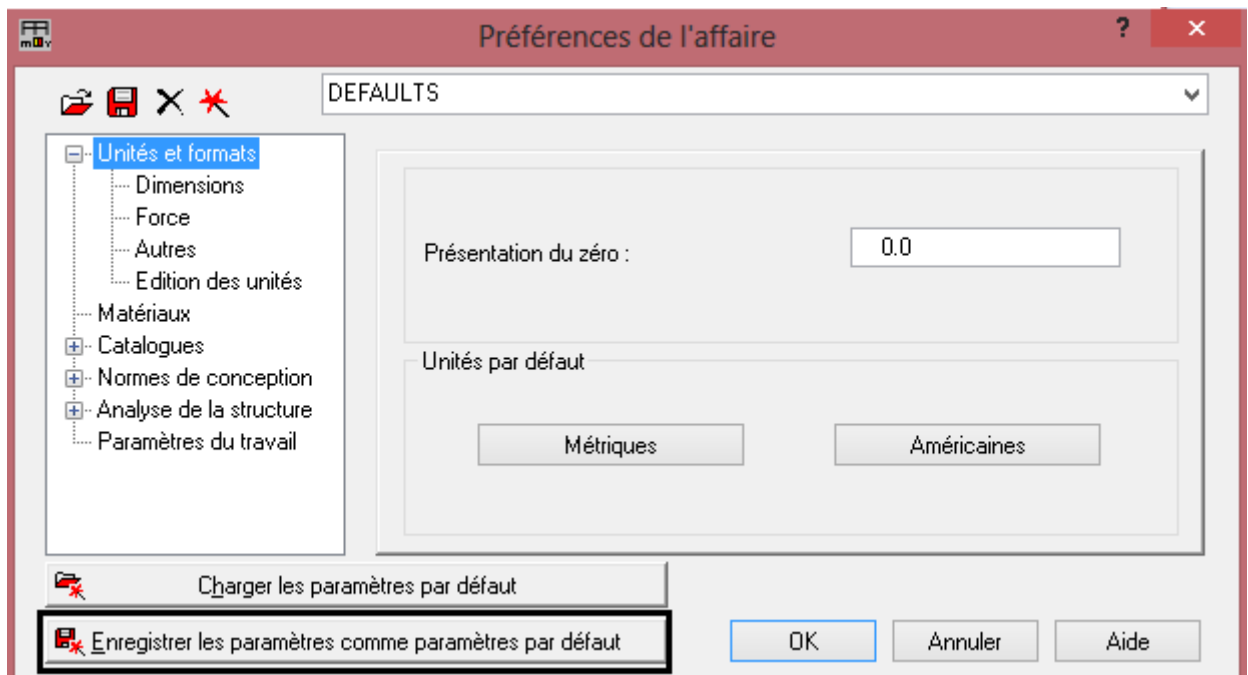 Préférences de l'affaire
?
DEFAULTS
Unités et formats
Dimensions
Force
Autres
Edition des unités
Matériaux
Catalogues
Normes de conception
Analyse de la structure
Paramètres du travail
Présentation du zéro :
0.0
Unités par défaut
Métriques
Américaines
Charger les paramètres par défaut
Enregistrer les paramètres comme paramètres par défaut
OK
Annuler
Aide